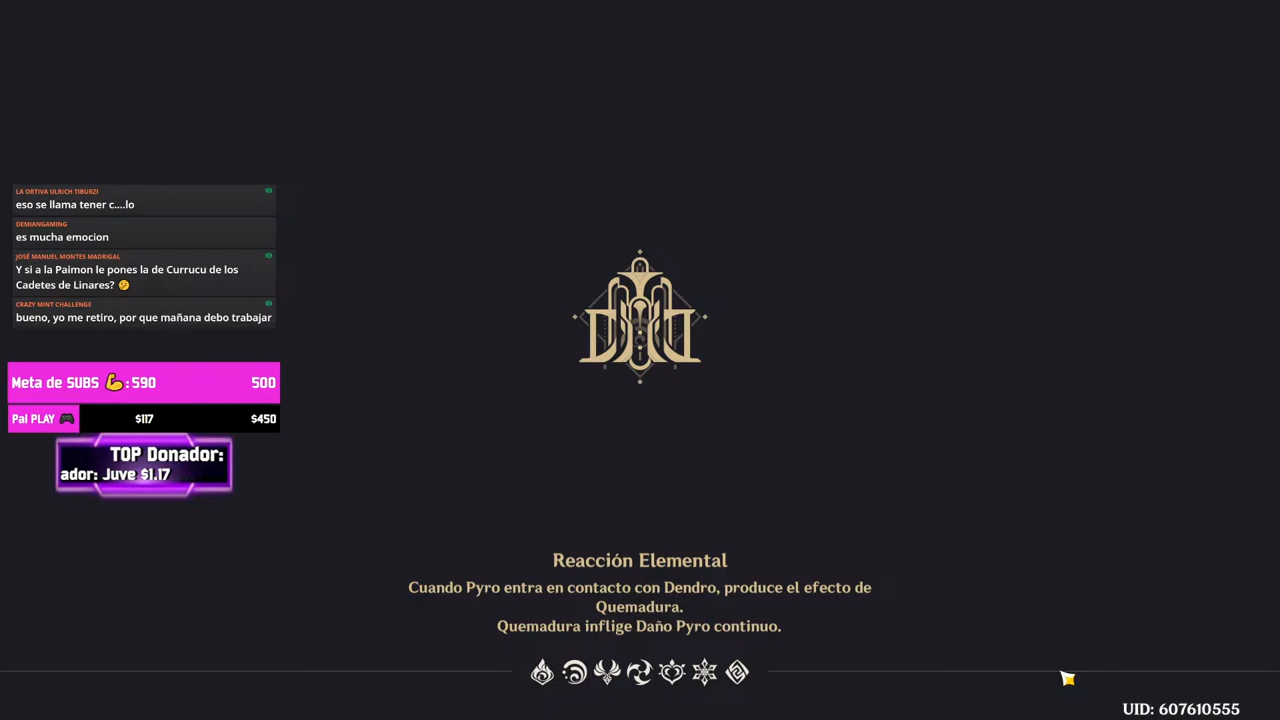 LA ORTIVA ULRICH TIBURZI
eso se llama tener c....lo
DEMIANGAMING
es mucha emocion
JOSÉ MANUEL MONTES MADRIGAL
Y si a la Paimon le pones la de Currucu de los
Cadetes de Linares? 🤔
CRAZY MINT CHALLENGE
bueno, yo me retiro, por que mañana debo trabajar
Meta de SUBS 💪: 590 500
Pal PLAY 🎮 $117 $450
TOP Donador:
ador: Juve $1.17
Reacción Elemental
Cuando Pyro entra en contacto con Dendro, produce el efecto de
Quemadura.
Quemadura inflige Daño Pyro continuo.
UID: 607610555